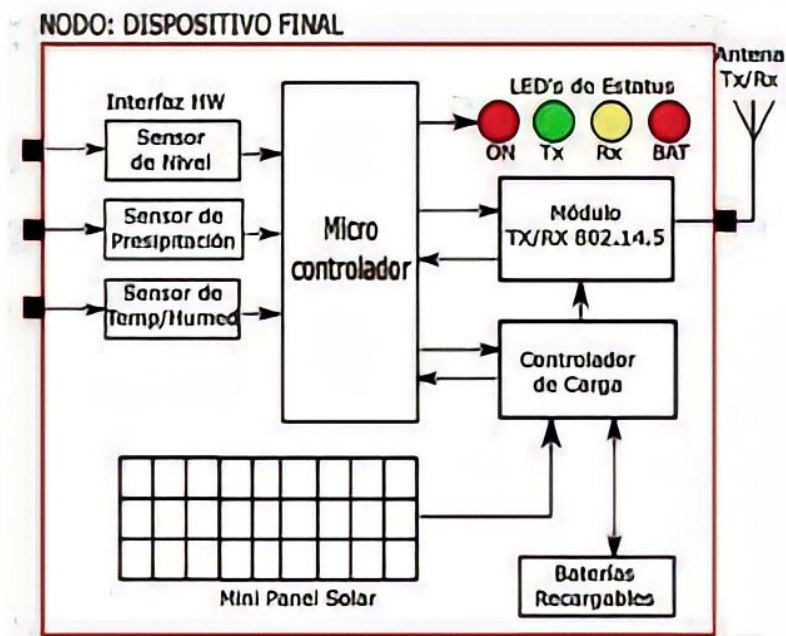 NODO: DISPOSITIVO FINAL
Antena
Tx/Rx
LED's de Estatus
ON Tx Rx BAT
Interfaz HW
Sensor
de Nivel
Sensor de
Presipitación
Sensor de
Temp/Humed
Micro
controlador
Módulo
TX/RX 802.14.5
Controlador
de Carga
Mini Panel Solar
Baterías
Recargables